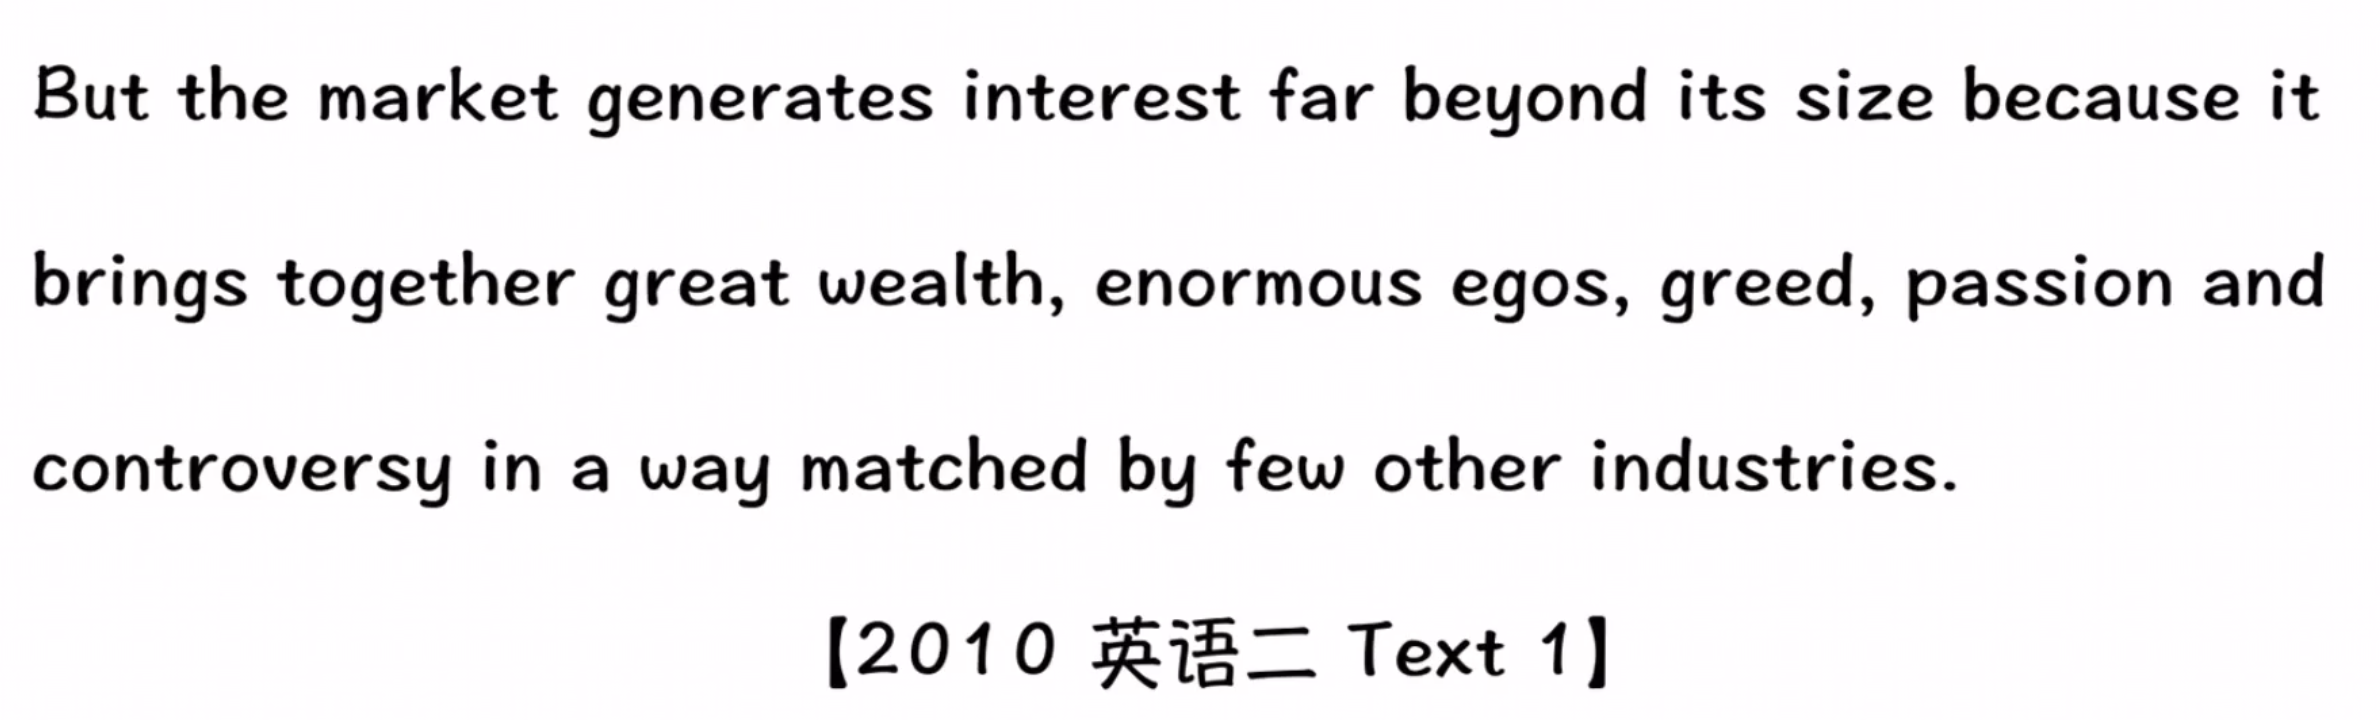 But the market generates interest far beyond its size because it
brings together great wealth, enormous egos, greed, passion and
controversy in a way matched by few other industries.
【2010 英语二 Text 1】